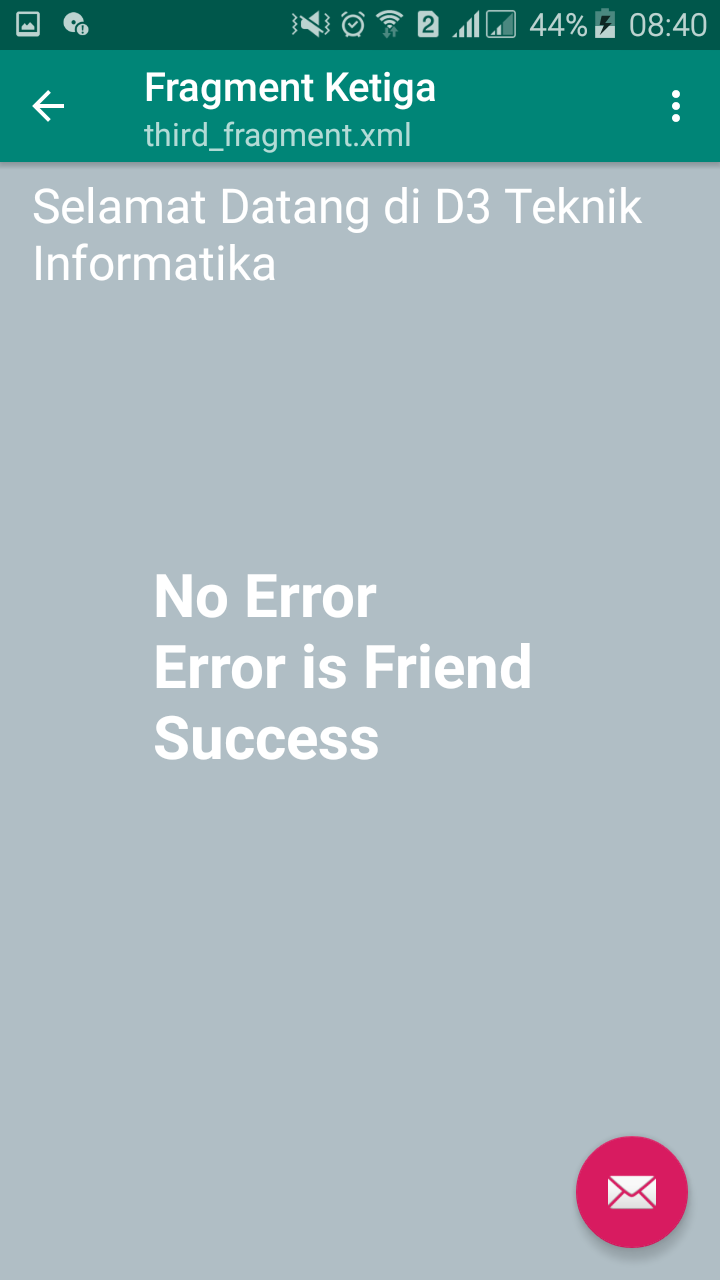 2 44% 08:40
Fragment Ketiga
third_fragment.xml
Selamat Datang di D3 Teknik
Informatika
No Error
Error is Friend
Success